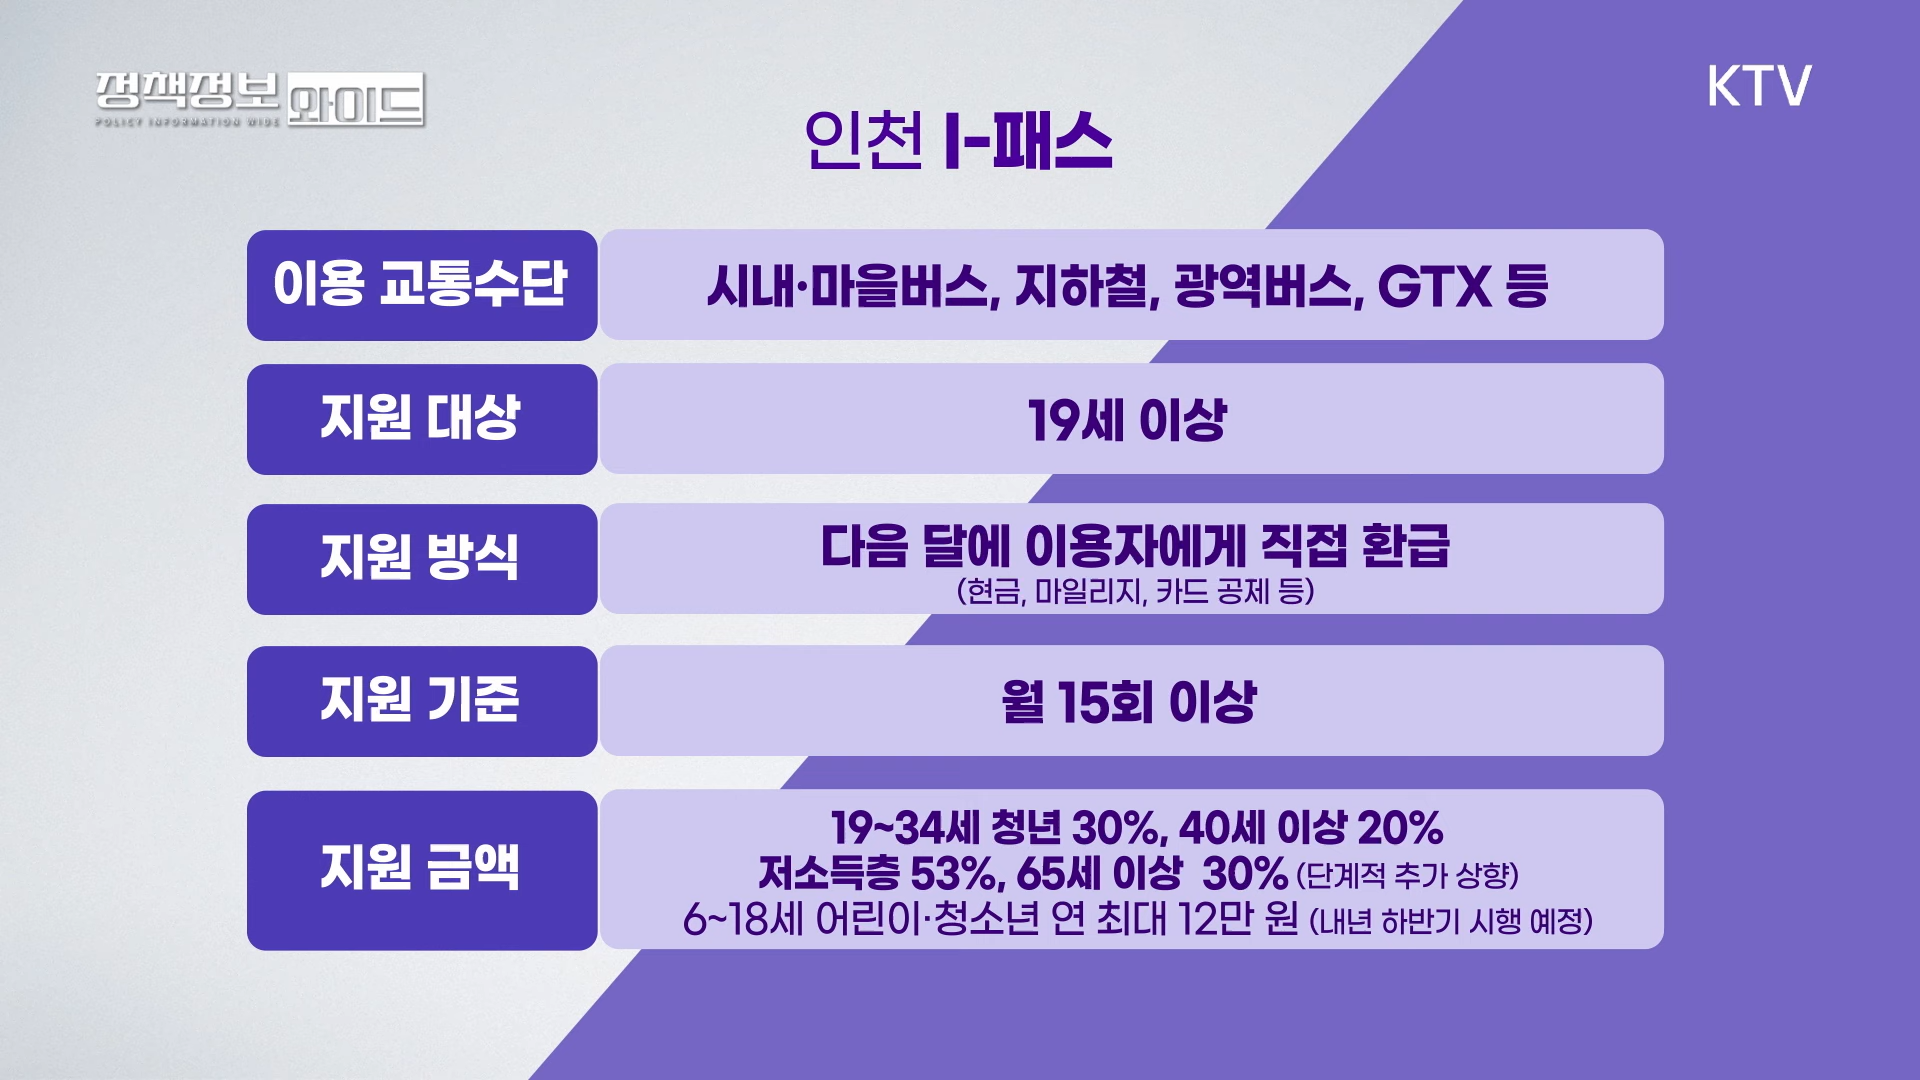 정책정보 와이드
POLICY INFORMATION WIDE
KTV
인천 I-패스
이용 교통수단
시내·마을버스, 지하철, 광역버스, GTX 등
지원 대상
19세 이상
지원 방식
다음 달에 이용자에게 직접 환급
(현금, 마일리지, 카드 공제 등)
지원 기준
월 15회 이상
지원 금액
19~34세 청년 30%, 40세 이상 20%
저소득층 53%, 65세 이상 30% (단계적 추가 상향)
6~18세 어린이·청소년 연 최대 12만 원 (내년 하반기 시행 예정)